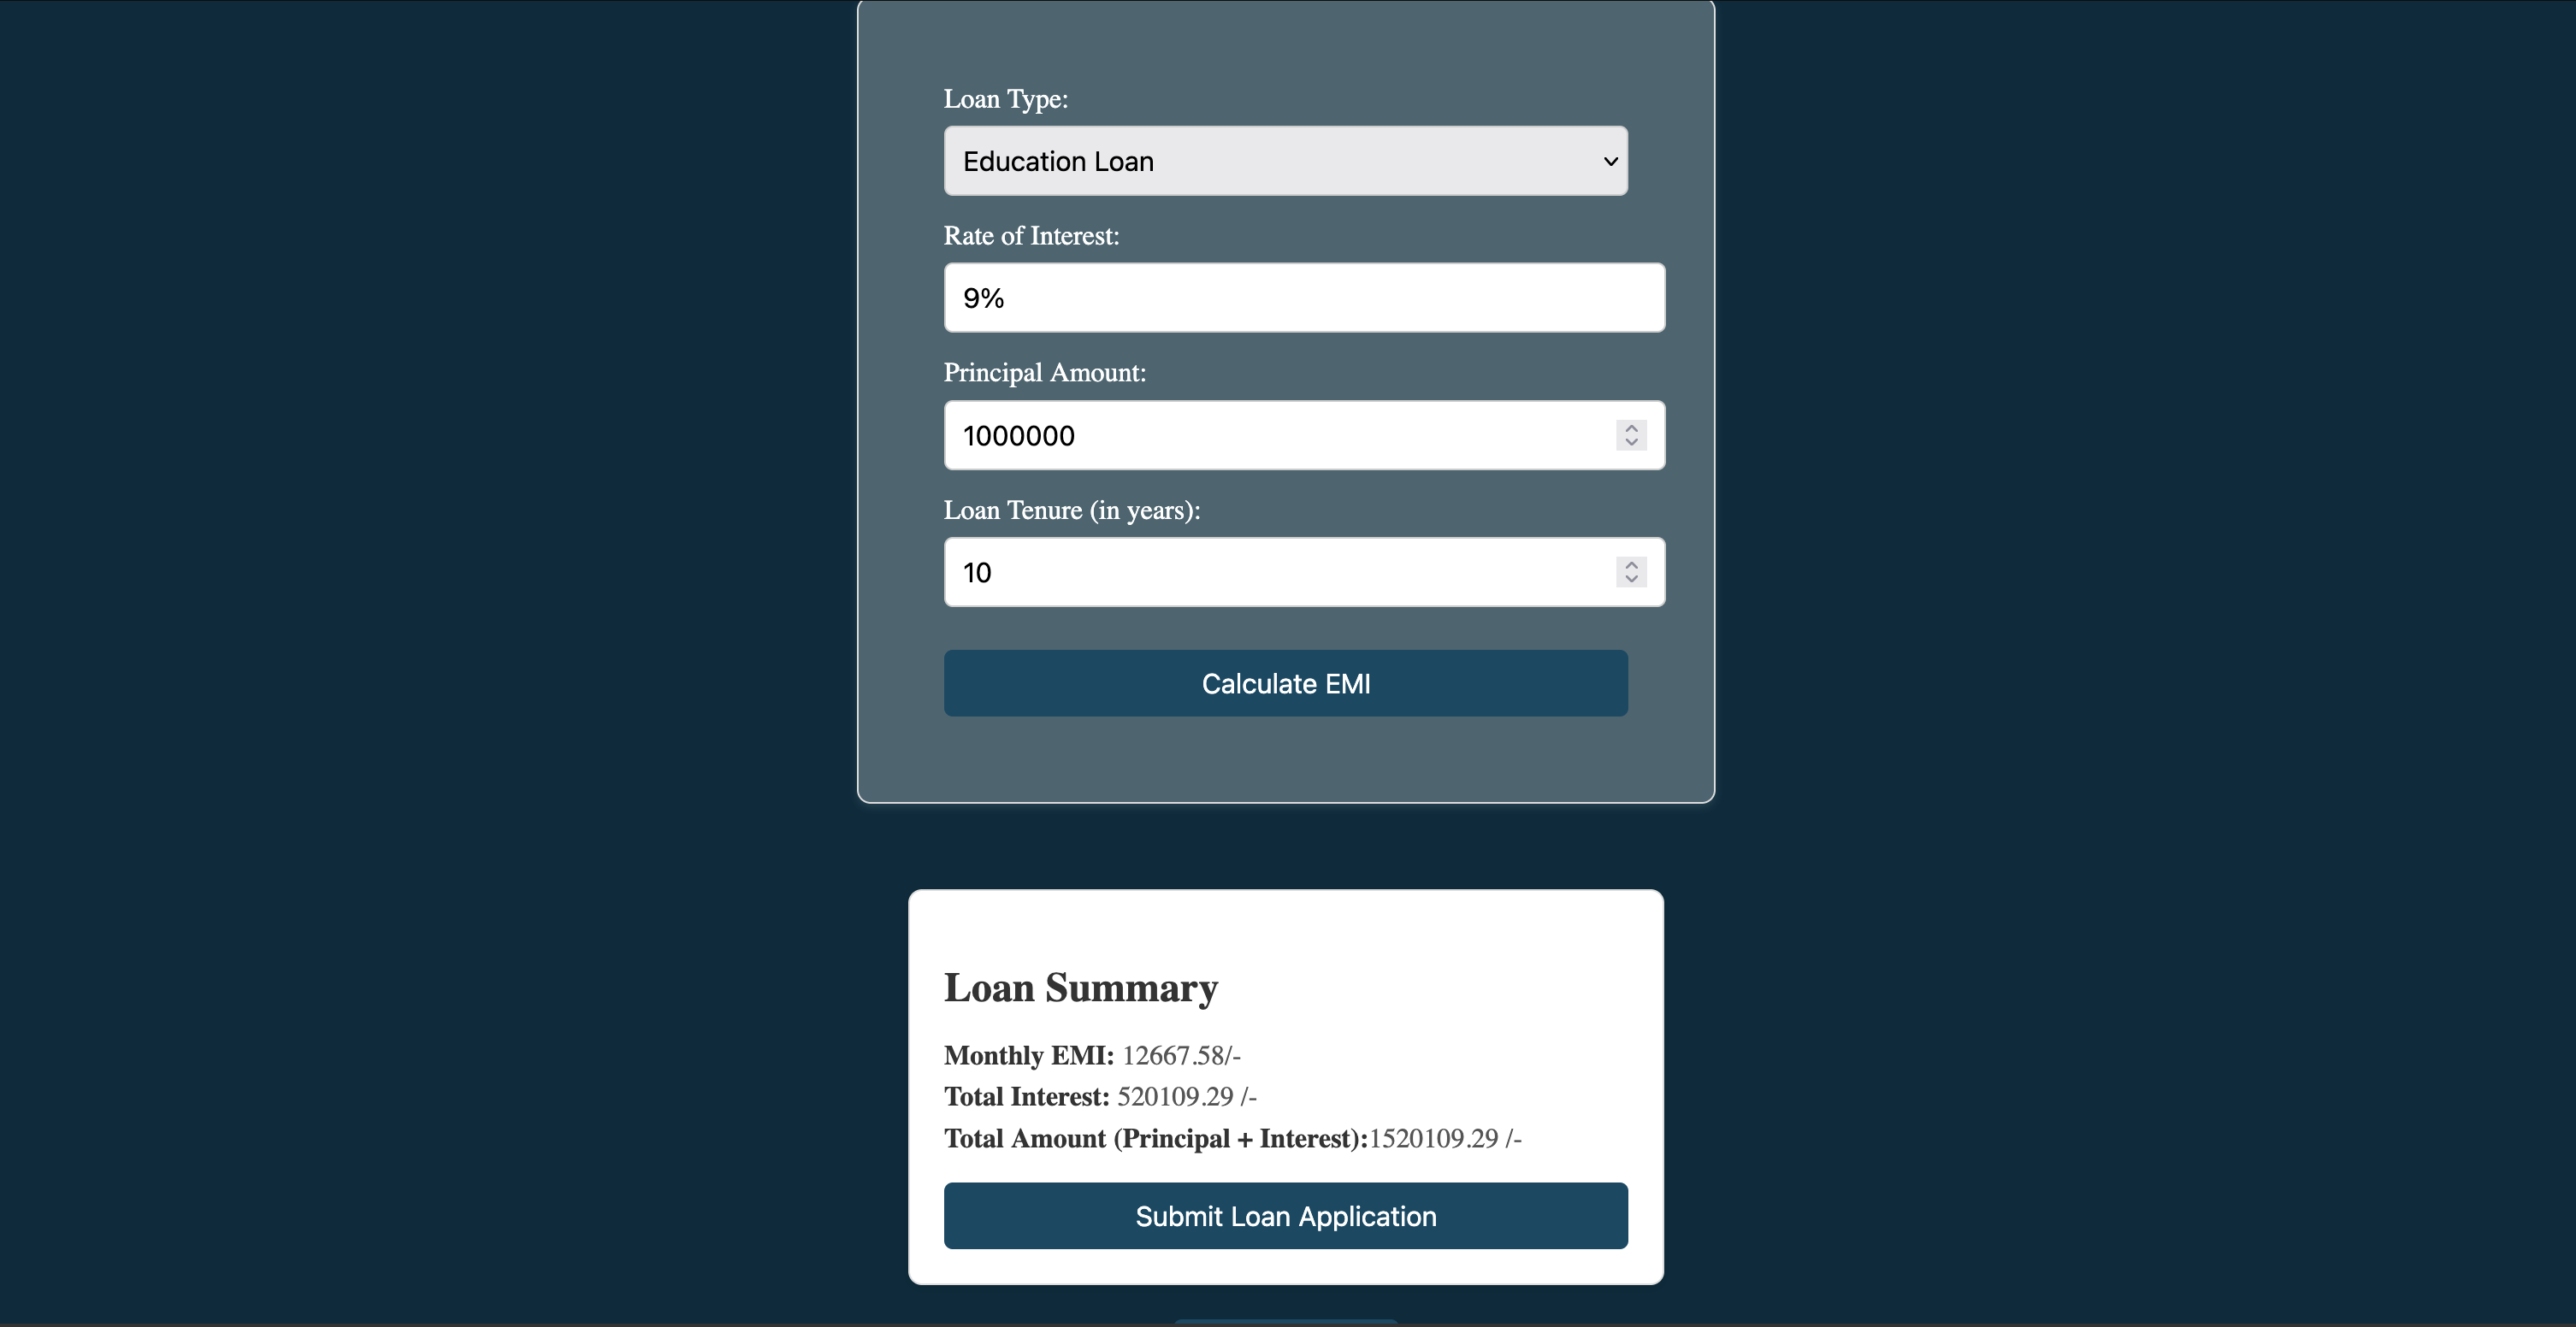 Loan Type:
Education Loan
Rate of Interest:
9%
Principal Amount:
1000000
Loan Tenure (in years):
10
Calculate EMI
Loan Summary
Monthly EMI: 12667.58/-
Total Interest: 520109.29 /-
Total Amount (Principal + Interest):1520109.29 /-
Submit Loan Application